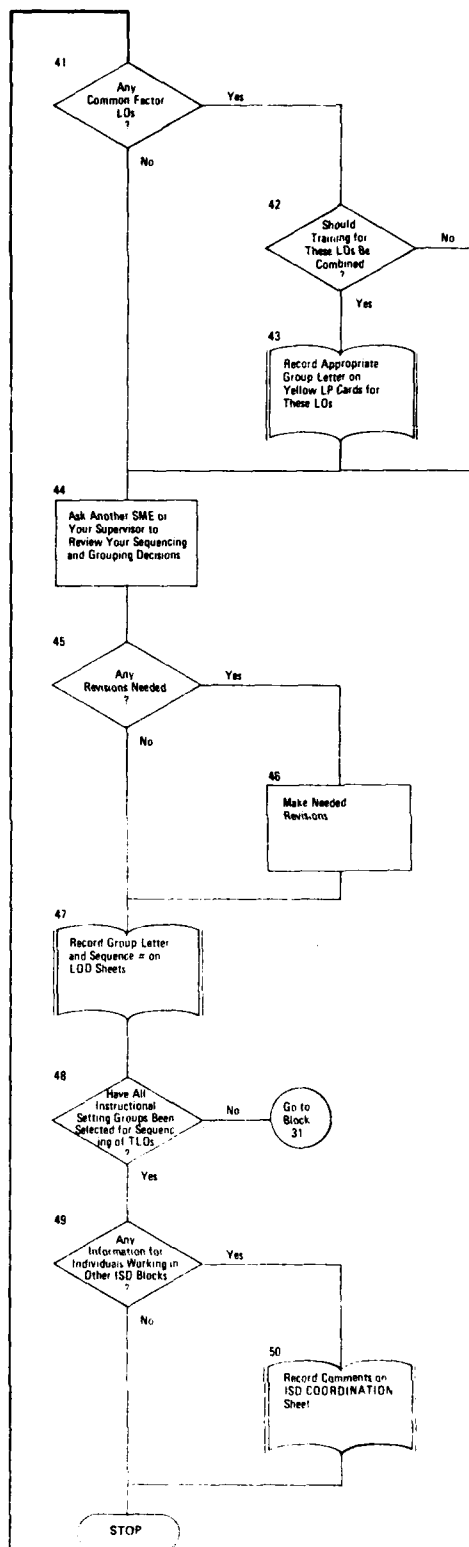 41
Any
Common Factor
LOs
?
Yes
No
42
Should
Training for
These LOs Be
Combined
?
No
Yes
43
Record Appropriate
Group Letter on
Yellow LP Cards for
These LOs
44
Ask Another SME or
Your Supervisor to
Review Your Sequencing
and Grouping Decisions
45
Any
Revisions Needed
?
Yes
No
46
Make Needed
Revisions
47
Record Group Letter
and Sequence # on
LOD Sheets
48
Have All
Instructional
Setting Groups Been
Selected for Sequenc
ing of TLOs
?
No
Go to
Block
31
Yes
49
Any
Information for
Individuals Working in
Other ISD Blocks
?
Yes
No
50
Record Comments on
ISD COORDINATION
Sheet
STOP